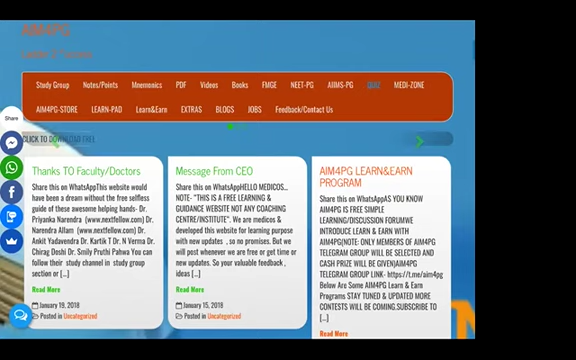 AIM4PG
Study Group Notes/Points Mnemonics PDF Videos Books FMGE NEET-PG AIIMS-PG QUIZ MEDI-ZONE
AIM4PG-STORE LEARN-PAD Learn&Earn EXTRAS BLOGS JOBS Feedback/Contact Us
Share
CLICK TO DOWNLOAD FREE
Thanks TO Faculty/Doctors
Share this on WhatsAppThis website would
have been a dream without the free selfless
guide of these awesome helping hands- Dr.
Priyanka Narendra (www.nextfellow.com) Dr.
Narendra Allam (www.nextfellow.com) Dr.
Ankit Yadavendra Dr. Kartik T Dr. N Verma Dr.
Chirag Doshi Dr. Smily Pruthi Pahwa You can
follow their study channel in study group
section or [...]
Read More
January 19, 2018
Posted in Uncategorized
Message From CEO
Share this on WhatsAppHELLO MEDICOS...
NOTE- "THIS IS A FREE LEARNING &
GUIDANCE WEBSITE NOT ANY COACHING
CENTRE/INSTITUTE". We are medicos &
developed this website for learning purpose
with new updates , so no promises. But we
will post whenever we are free or get time
or new updates. So your valuable feedback ,
ideas [...]
Read More
January 15, 2018
Posted in Uncategorized
AIM4PG LEARN&EARN
PROGRAM
Share this on WhatsAppAS YOU KNOW
AIM4PG IS FREE SIMPLE
LEARNING/DISCUSSION FORUMWE
INTRODUCE LEARN & EARN WITH
AIM4PG(NOTE: ONLY MEMBERS OF AIM4PG
TELEGRAM GROUP WILL BE SELECTED AND
CASH PRIZE WILL BE GIVEN)AIM4PG
TELEGRAM GROUP LINK- https://t.me/aim4pg
Below Are Some AIM4PG Learn & Earn
Programs STAY TUNED & UPDATED MORE
CONTESTS WILL BE COMING.SUBSCRIBE TO
[...]
Read More